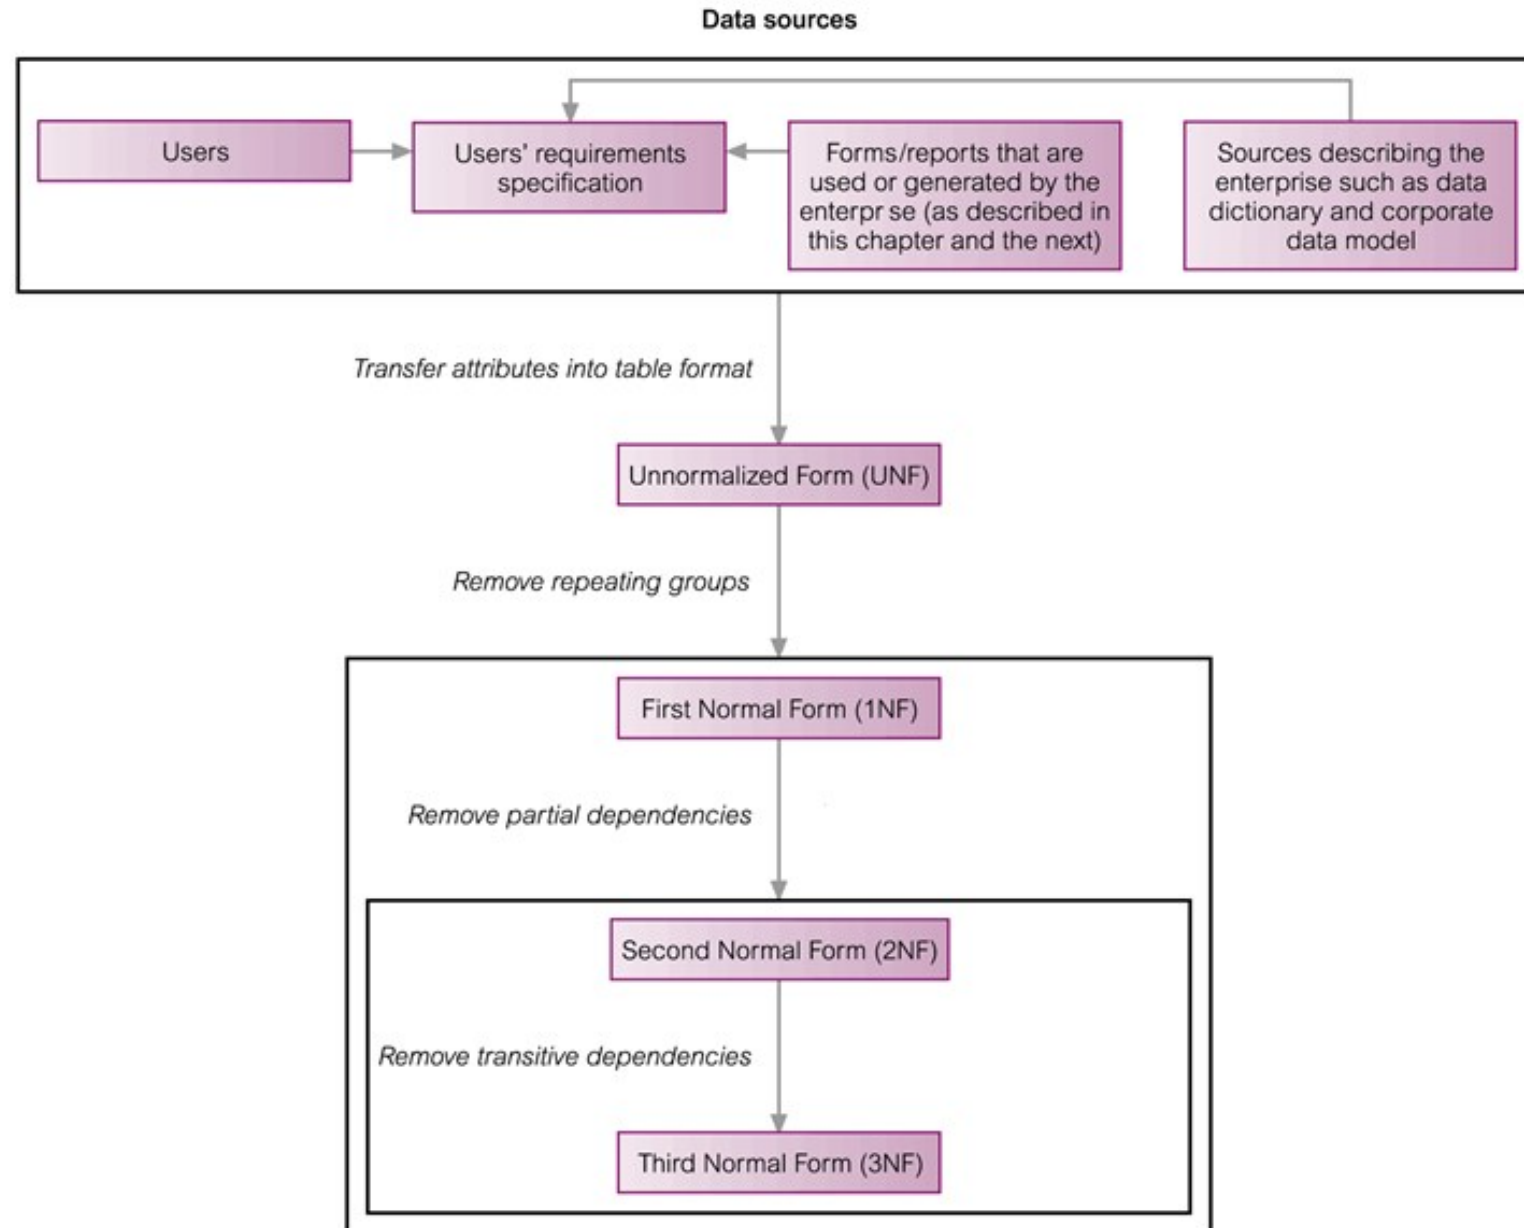 Data sources
Users
Users' requirements
specification
Forms/reports that are
used or generated by the
enterpr se (as described in
this chapter and the next)
Sources describing the
enterprise such as data
dictionary and corporate
data model
Transfer attributes into table format
Unnormalized Form (UNF)
Remove repeating groups
First Normal Form (1NF)
Remove partial dependencies
Second Normal Form (2NF)
Remove transitive dependencies
Third Normal Form (3NF)